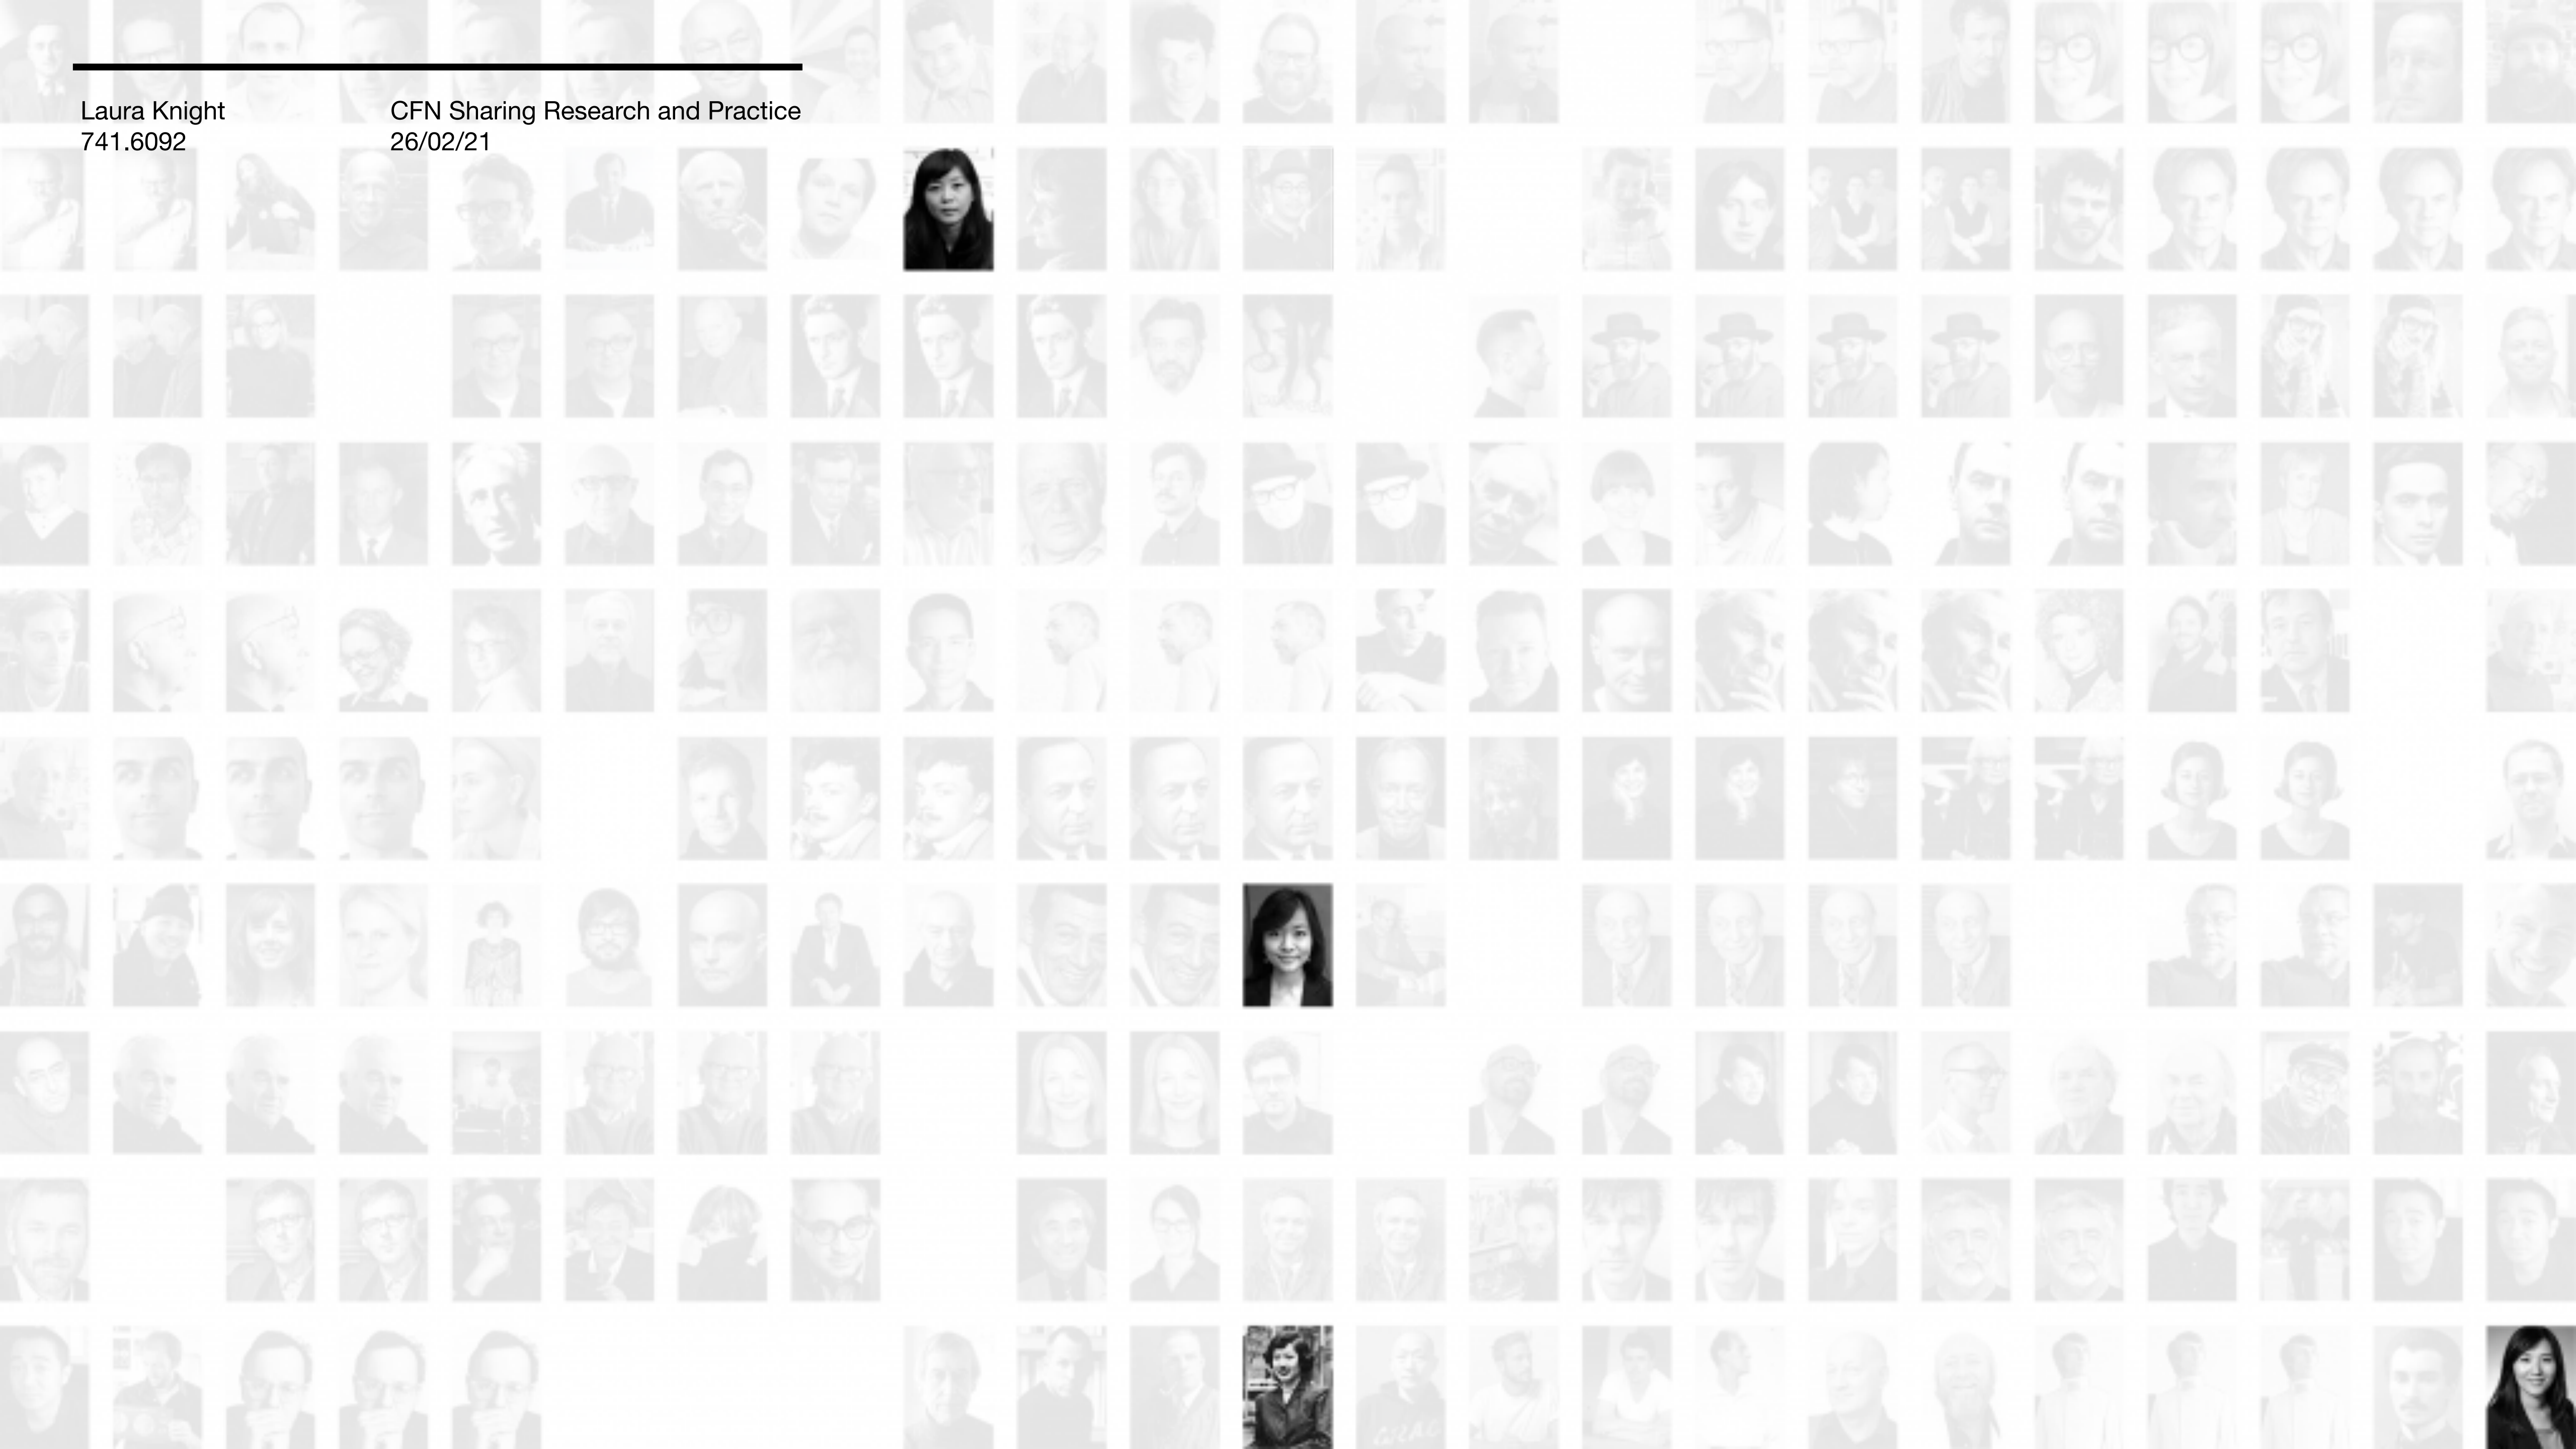 Laura Knight
741.6092
CFN Sharing Research and Practice
26/02/21